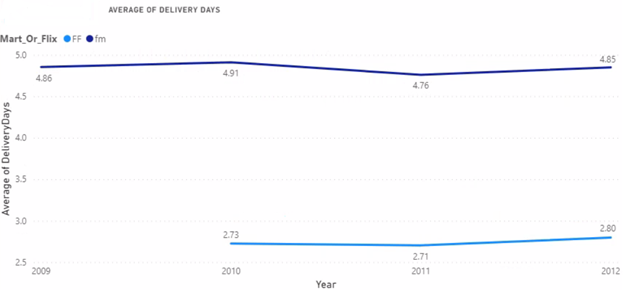 AVERAGE OF DELIVERY DAYS
Mart_Or_Flix FF fm
5.0
4.85
4.86
4.91
4.76
4.5
4.0
Average of DeliveryDays
3.5
3.0
2.73
2.80
2.71
2.5
2009 2010 2011 2012
Year